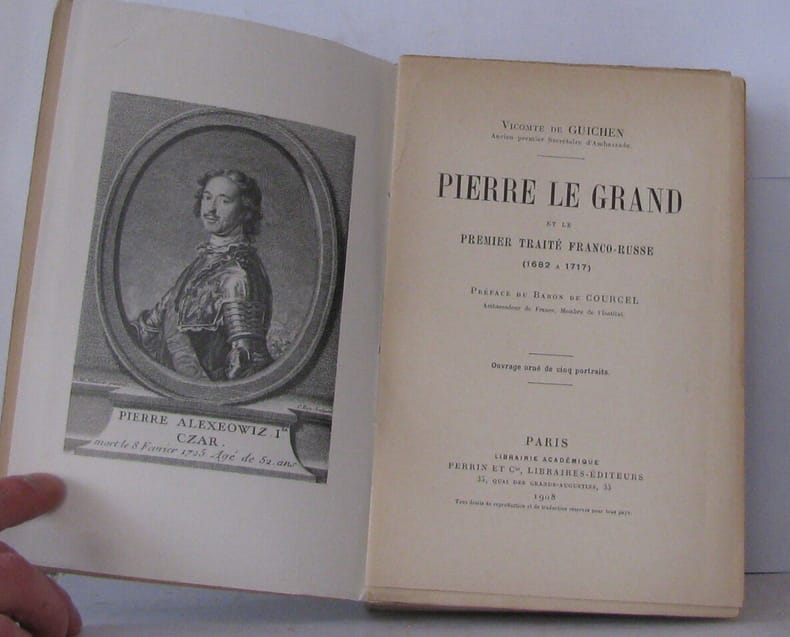 PIERRE ALEXEOWIZ. I.er
CZAR.
mort le 8 Fevrier 1725 Agé de 52. ans
VICOMTE DE GUICHEN
Ancien premier Secrétaire d'Ambassade.
PIERRE LE GRAND
ET LE
PREMIER TRAITÉ FRANCO-RUSSE
(1682 A 1717)
PRÉFACE DU BARON DE COURCEL
Ambassadeur de France, Membre de l'Institut.
Ouvrage orné de cinq portraits.
PARIS
LIBRAIRIE ACADÉMIQUE
PERRIN ET Cie, LIBRAIRES-ÉDITEURS
35, QUAI DES GRANDS-AUGUSTINS, 35
1908
Tous droits de reproduction et de traduction réservés pour tous pays.